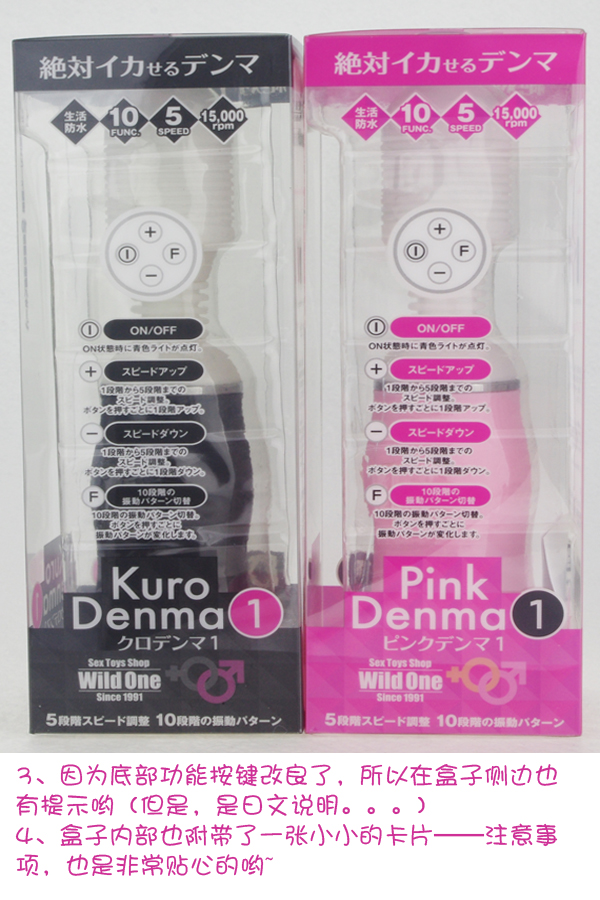 絶対イカせるデンマ
生活
防水
10
FUNC.
5
SPEED
15,000
rpm
+
F
−
ON/OFF
ON状態時に青色ライトが点灯。
+
スピードアップ
1段階から5段階までの
スピード調整。
ボタンを押すごとに1段階アップ。
−
スピードダウン
1段階から5段階までの
スピード調整。
ボタンを押すごとに1段階ダウン。
F
10段階の
振動パターン切替
10段階の振動パターン切替。
ボタンを押すごとに
振動パターンが変化します。
Kuro
Denma 1
クロデンマ1
Sex Toys Shop
Wild One
Since 1991
5段階スピード調整 10段階の振動パターン
絶対イカせるデンマ
生活
防水
10
FUNC.
5
SPEED
15,000
rpm
+
F
−
ON/OFF
ON状態時に青色ライトが点灯。
+
スピードアップ
1段階から5段階までの
スピード調整。
ボタンを押すごとに1段階アップ。
−
スピードダウン
1段階から5段階までの
スピード調整。
ボタンを押すごとに1段階ダウン。
F
10段階の
振動パターン切替
10段階の振動パターン切替。
ボタンを押すごとに
振動パターンが変化します。
Pink
Denma 1
ピンクデンマ1
Sex Toys Shop
Wild One
Since 1991
5段階スピード調整 10段階の振動パターン
3、因为底部功能按键改良了，所以在盒子侧边也
有提示哟（但是，是日文说明。。。）
4、盒子内部也附带了一张小小的卡片——注意事
项，也是非常贴心的哟~